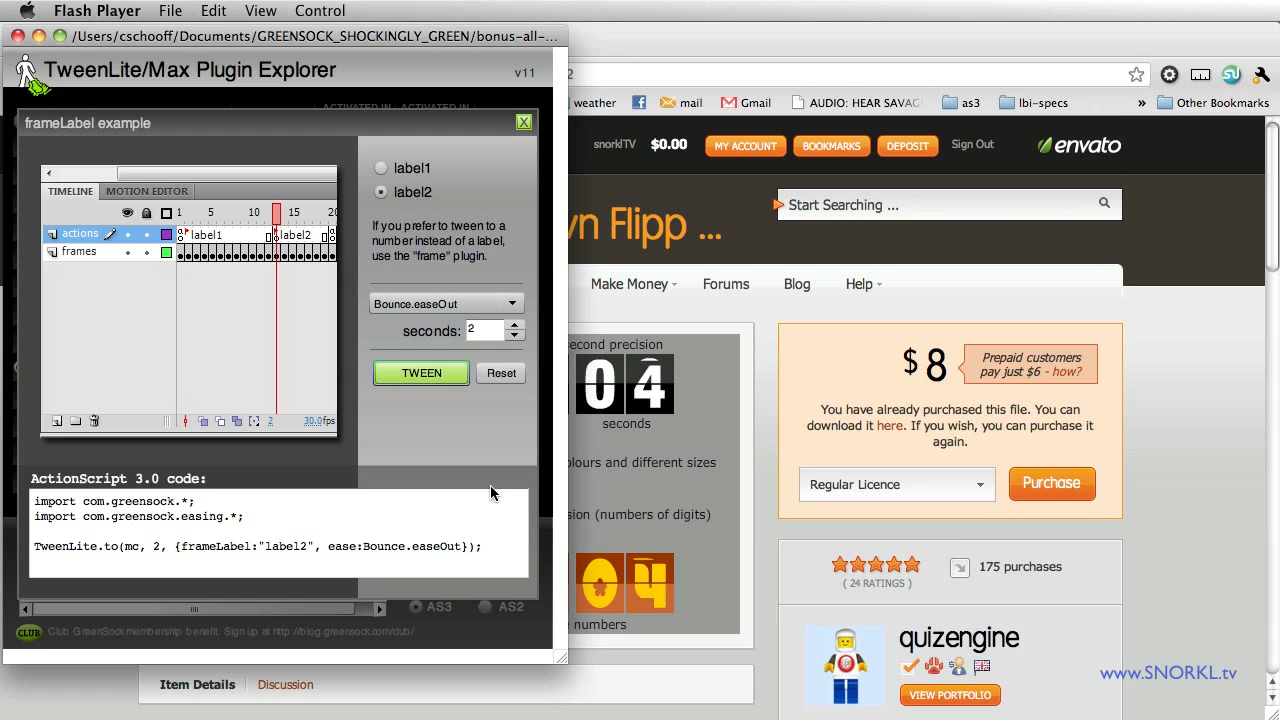 Flash Player File Edit View Control
/Users/cschooff/Documents/GREENSOCK_SHOCKINGLY_GREEN/bonus-all-...
TweenLite/Max Plugin Explorer
v11
frameLabel example
X
TIMELINE MOTION EDITOR
1 5 10 15 20
actions label1 label2
frames
2 30.0fps
label1
label2
If you prefer to tween to a
number instead of a label,
use the "frame" plugin.
Bounce.easeOut
seconds: 2
TWEEN Reset
ActionScript 3.0 code:
import com.greensock.*;
import com.greensock.easing.*;
TweenLite.to(mc, 2, {frameLabel:"label2", ease:Bounce.easeOut});
AS3 AS2
CLUB Club GreenSock membership benefit. Sign up at http://blog.greensock.com/club/
2
weather mail Gmail AUDIO: HEAR SAVAG as3 lbi-specs » Other Bookmarks
snorklTV $0.00 MY ACCOUNT BOOKMARKS DEPOSIT Sign Out envato
wn Flipp ...
Start Searching ...
Make Money Forums Blog Help
econd precision
04
seconds
olours and different sizes
sion (numbers of digits)
04
e numbers
$8
Prepaid customers
pay just $6 - how?
You have already purchased this file. You can
download it here. If you wish, you can purchase it
again.
Regular Licence Purchase
( 24 RATINGS )
175 purchases
quizengine
VIEW PORTFOLIO
Item Details Discussion
www.SNORKL.tv